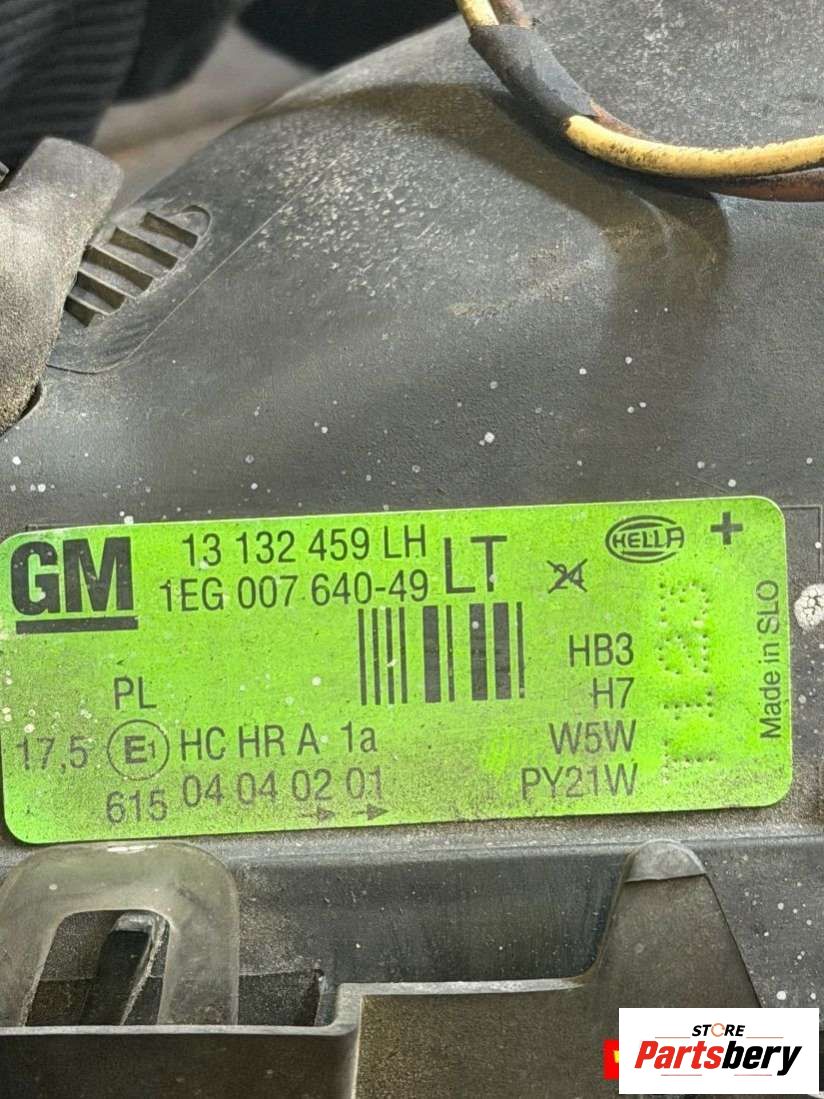 GM
13 132 459 LH
1EG 007 640-49
LT
HELLA
+
24
HB3
H7
W5W
PY21W
Made in SLO
PL
17,5 E1 HC HR A 1a
615 04 04 02 01
STORE
Partsbery